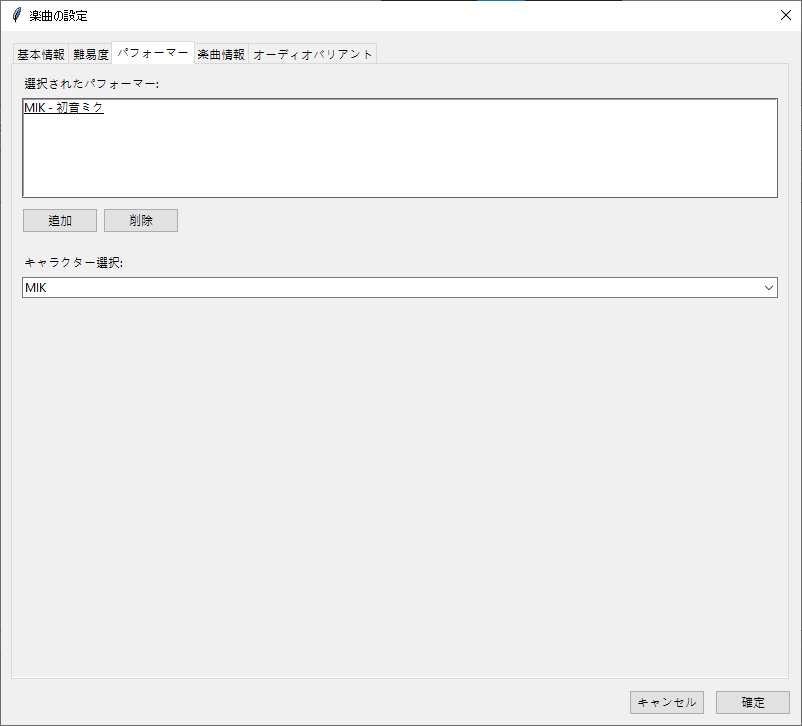 楽曲の設定
基本情報 難易度 パフォーマー 楽曲情報 オーディオバリアント
選択されたパフォーマー:
MIK - 初音ミク
追加 削除
キャラクター選択:
MIK
キャンセル 確定